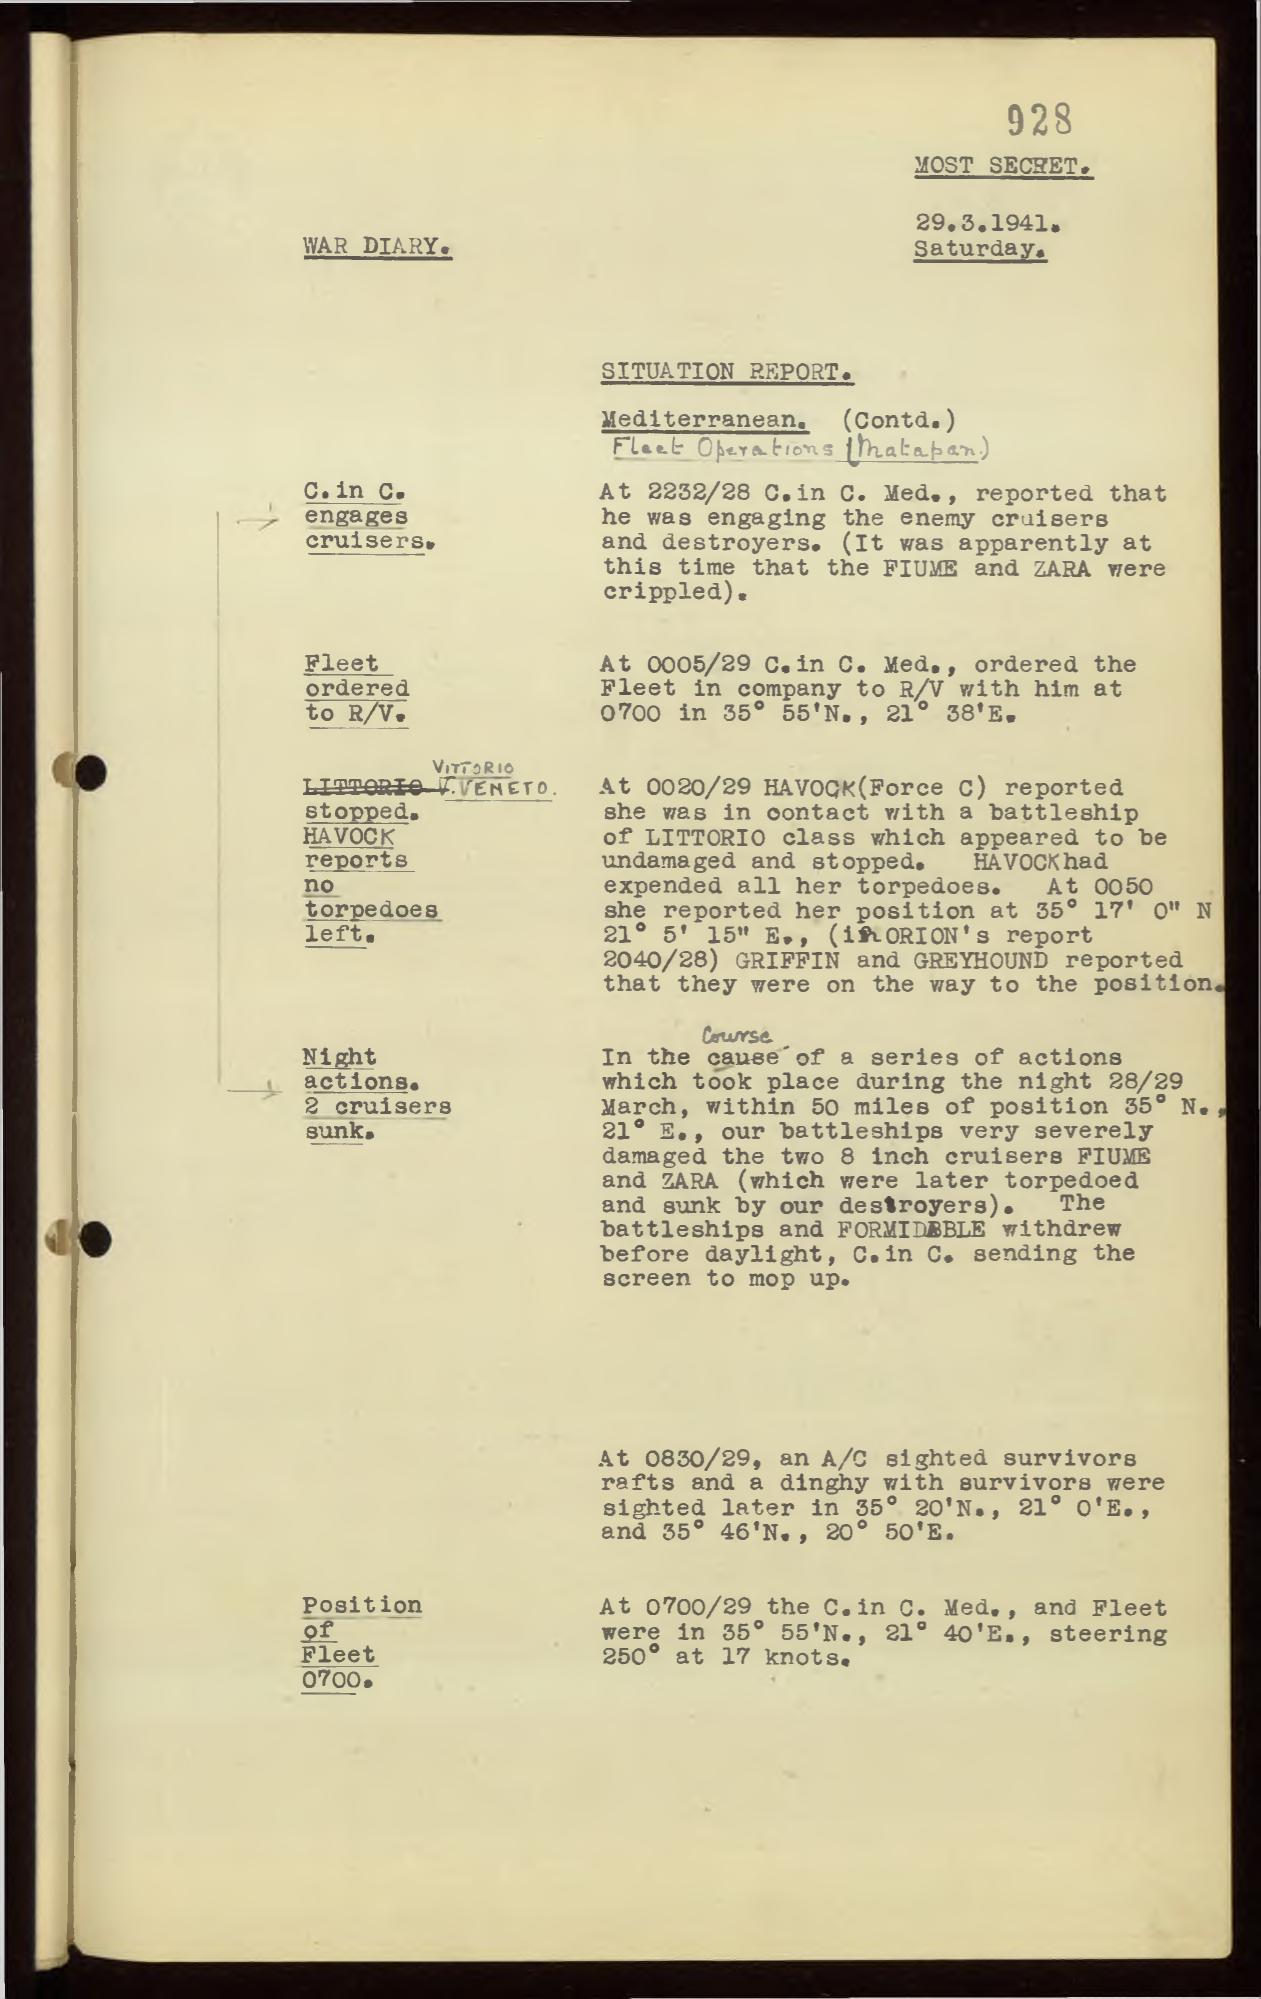 928
MOST SECRET.
29.3.1941.
Saturday.
WAR DIARY.
SITUATION REPORT.
Mediterranean. (Contd.)
Fleet Operations (Matapan.)
C.in C.
engages
cruisers.
At 2232/28 C.in C. Med., reported that
he was engaging the enemy cruisers
and destroyers. (It was apparently at
this time that the FIUME and ZARA were
crippled).
Fleet
ordered
to R/V.
At 0005/29 C.in C. Med., ordered the
Fleet in company to R/V with him at
0700 in 35° 55'N., 21° 38'E.
VITTORIO
LITTORIO V.VENETO.
stopped.
HAVOCK
reports
no
torpedoes
left.
At 0020/29 HAVOCK(Force C) reported
she was in contact with a battleship
of LITTORIO class which appeared to be
undamaged and stopped. HAVOCK had
expended all her torpedoes. At 0050
she reported her position at 35° 17' 0" N
21° 5' 15" E., (in ORION's report
2040/28) GRIFFIN and GREYHOUND reported
that they were on the way to the position.
Night
actions.
2 cruisers
sunk.
Course
In the cause of a series of actions
which took place during the night 28/29
March, within 50 miles of position 35° N.,
21° E., our battleships very severely
damaged the two 8 inch cruisers FIUME
and ZARA (which were later torpedoed
and sunk by our destroyers). The
battleships and FORMIDABLE withdrew
before daylight, C.in C. sending the
screen to mop up.
At 0830/29, an A/C sighted survivors
rafts and a dinghy with survivors were
sighted later in 35° 20'N., 21° 0'E.,
and 35° 46'N., 20° 50'E.
Position
of
Fleet
0700.
At 0700/29 the C.in C. Med., and Fleet
were in 35° 55'N., 21° 40'E., steering
250° at 17 knots.